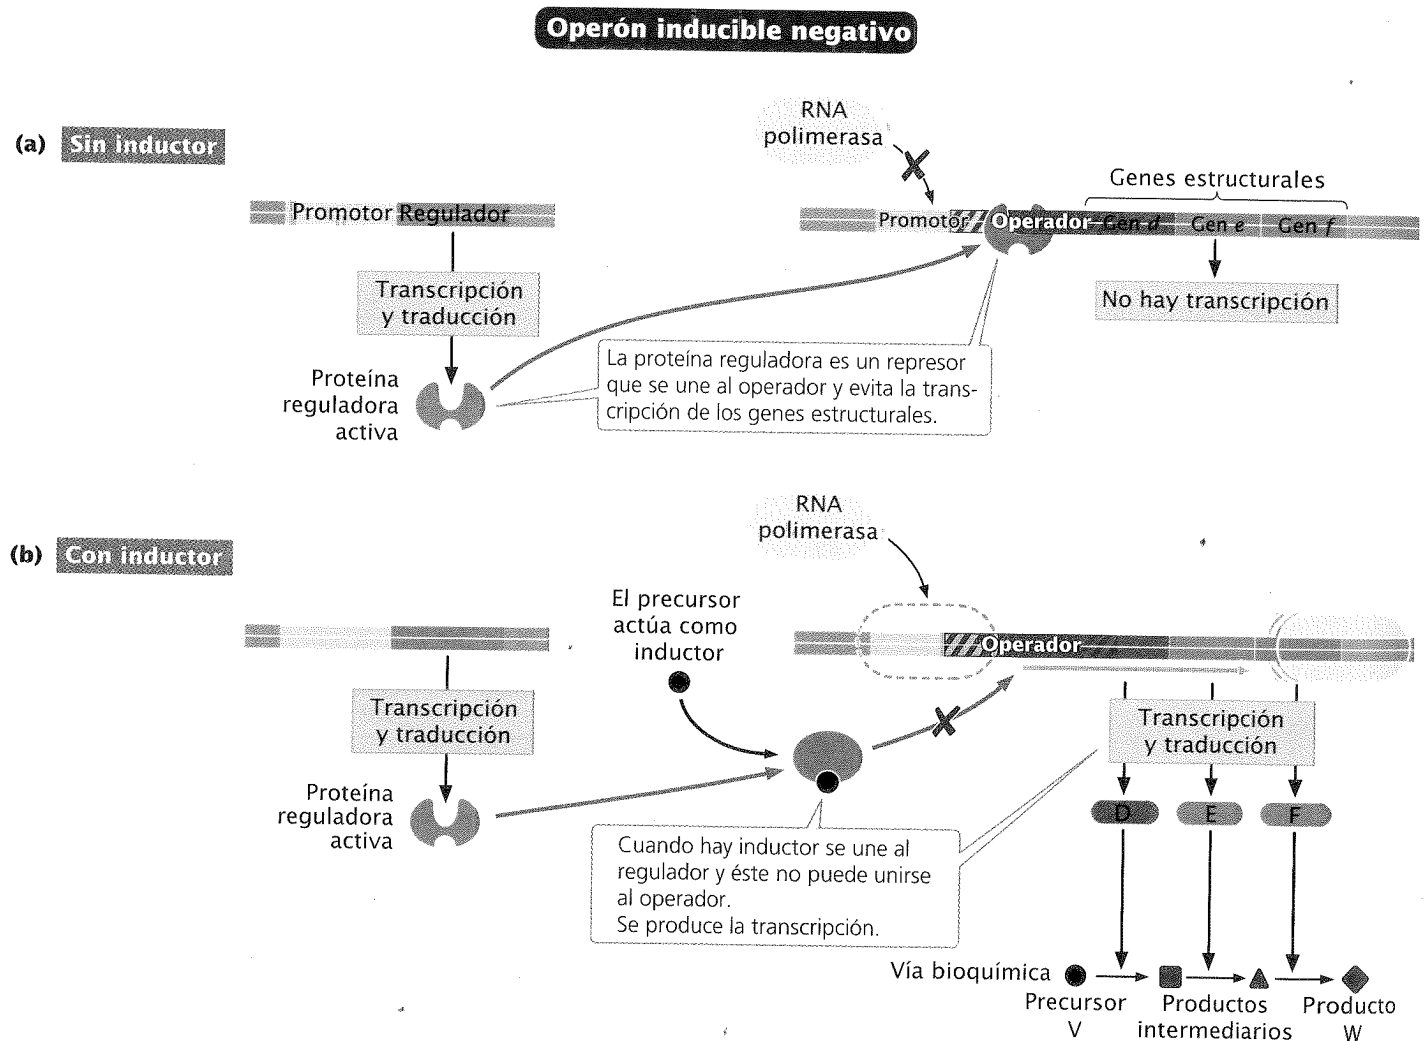 Operón inducible negativo
(a) Sin inductor
RNA
polimerasa
Genes estructurales
Promotor Regulador
Promotor Operador Gen d Gen e Gen f
Transcripción
y traducción
No hay transcripción
Proteína
reguladora
activa
La proteína reguladora es un represor
que se une al operador y evita la trans-
cripción de los genes estructurales.
(b) Con inductor
RNA
polimerasa
El precursor
actúa como
inductor
Operador
Transcripción
y traducción
Transcripción
y traducción
Proteína
reguladora
activa
D E F
Cuando hay inductor se une al
regulador y éste no puede unirse
al operador.
Se produce la transcripción.
Vía bioquímica
Precursor
V
Productos
intermediarios
Producto
W